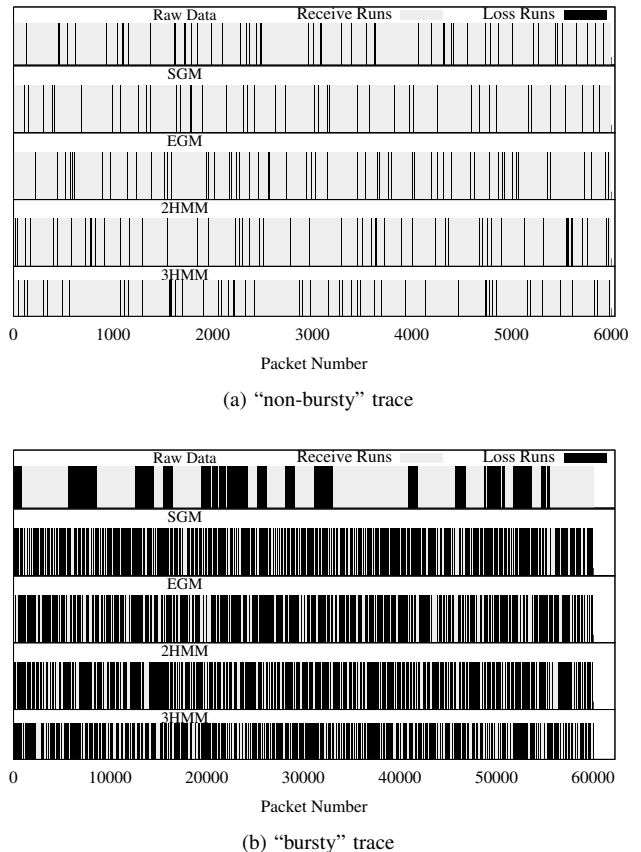 Raw Data Receive Runs Loss Runs
SGM
EGM
2HMM
3HMM
0 1000 2000 3000 4000 5000 6000
Packet Number
(a) “non-bursty” trace
Raw Data Receive Runs Loss Runs
SGM
EGM
2HMM
3HMM
0 10000 20000 30000 40000 50000 60000
Packet Number
(b) “bursty” trace